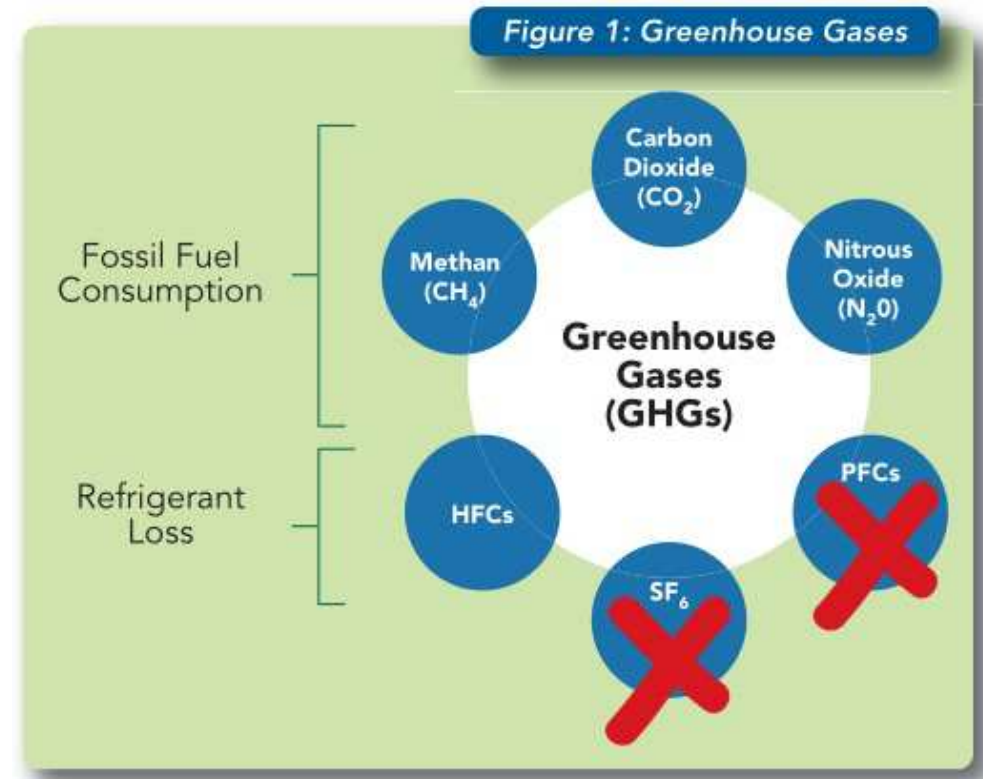 Figure 1: Greenhouse Gases
Carbon
Dioxide
(CO₂)
Methan
(CH₄)
Nitrous
Oxide
(N₂0)
Fossil Fuel
Consumption
Greenhouse
Gases
(GHGs)
Refrigerant
Loss
HFCs
PFCs
SF₆